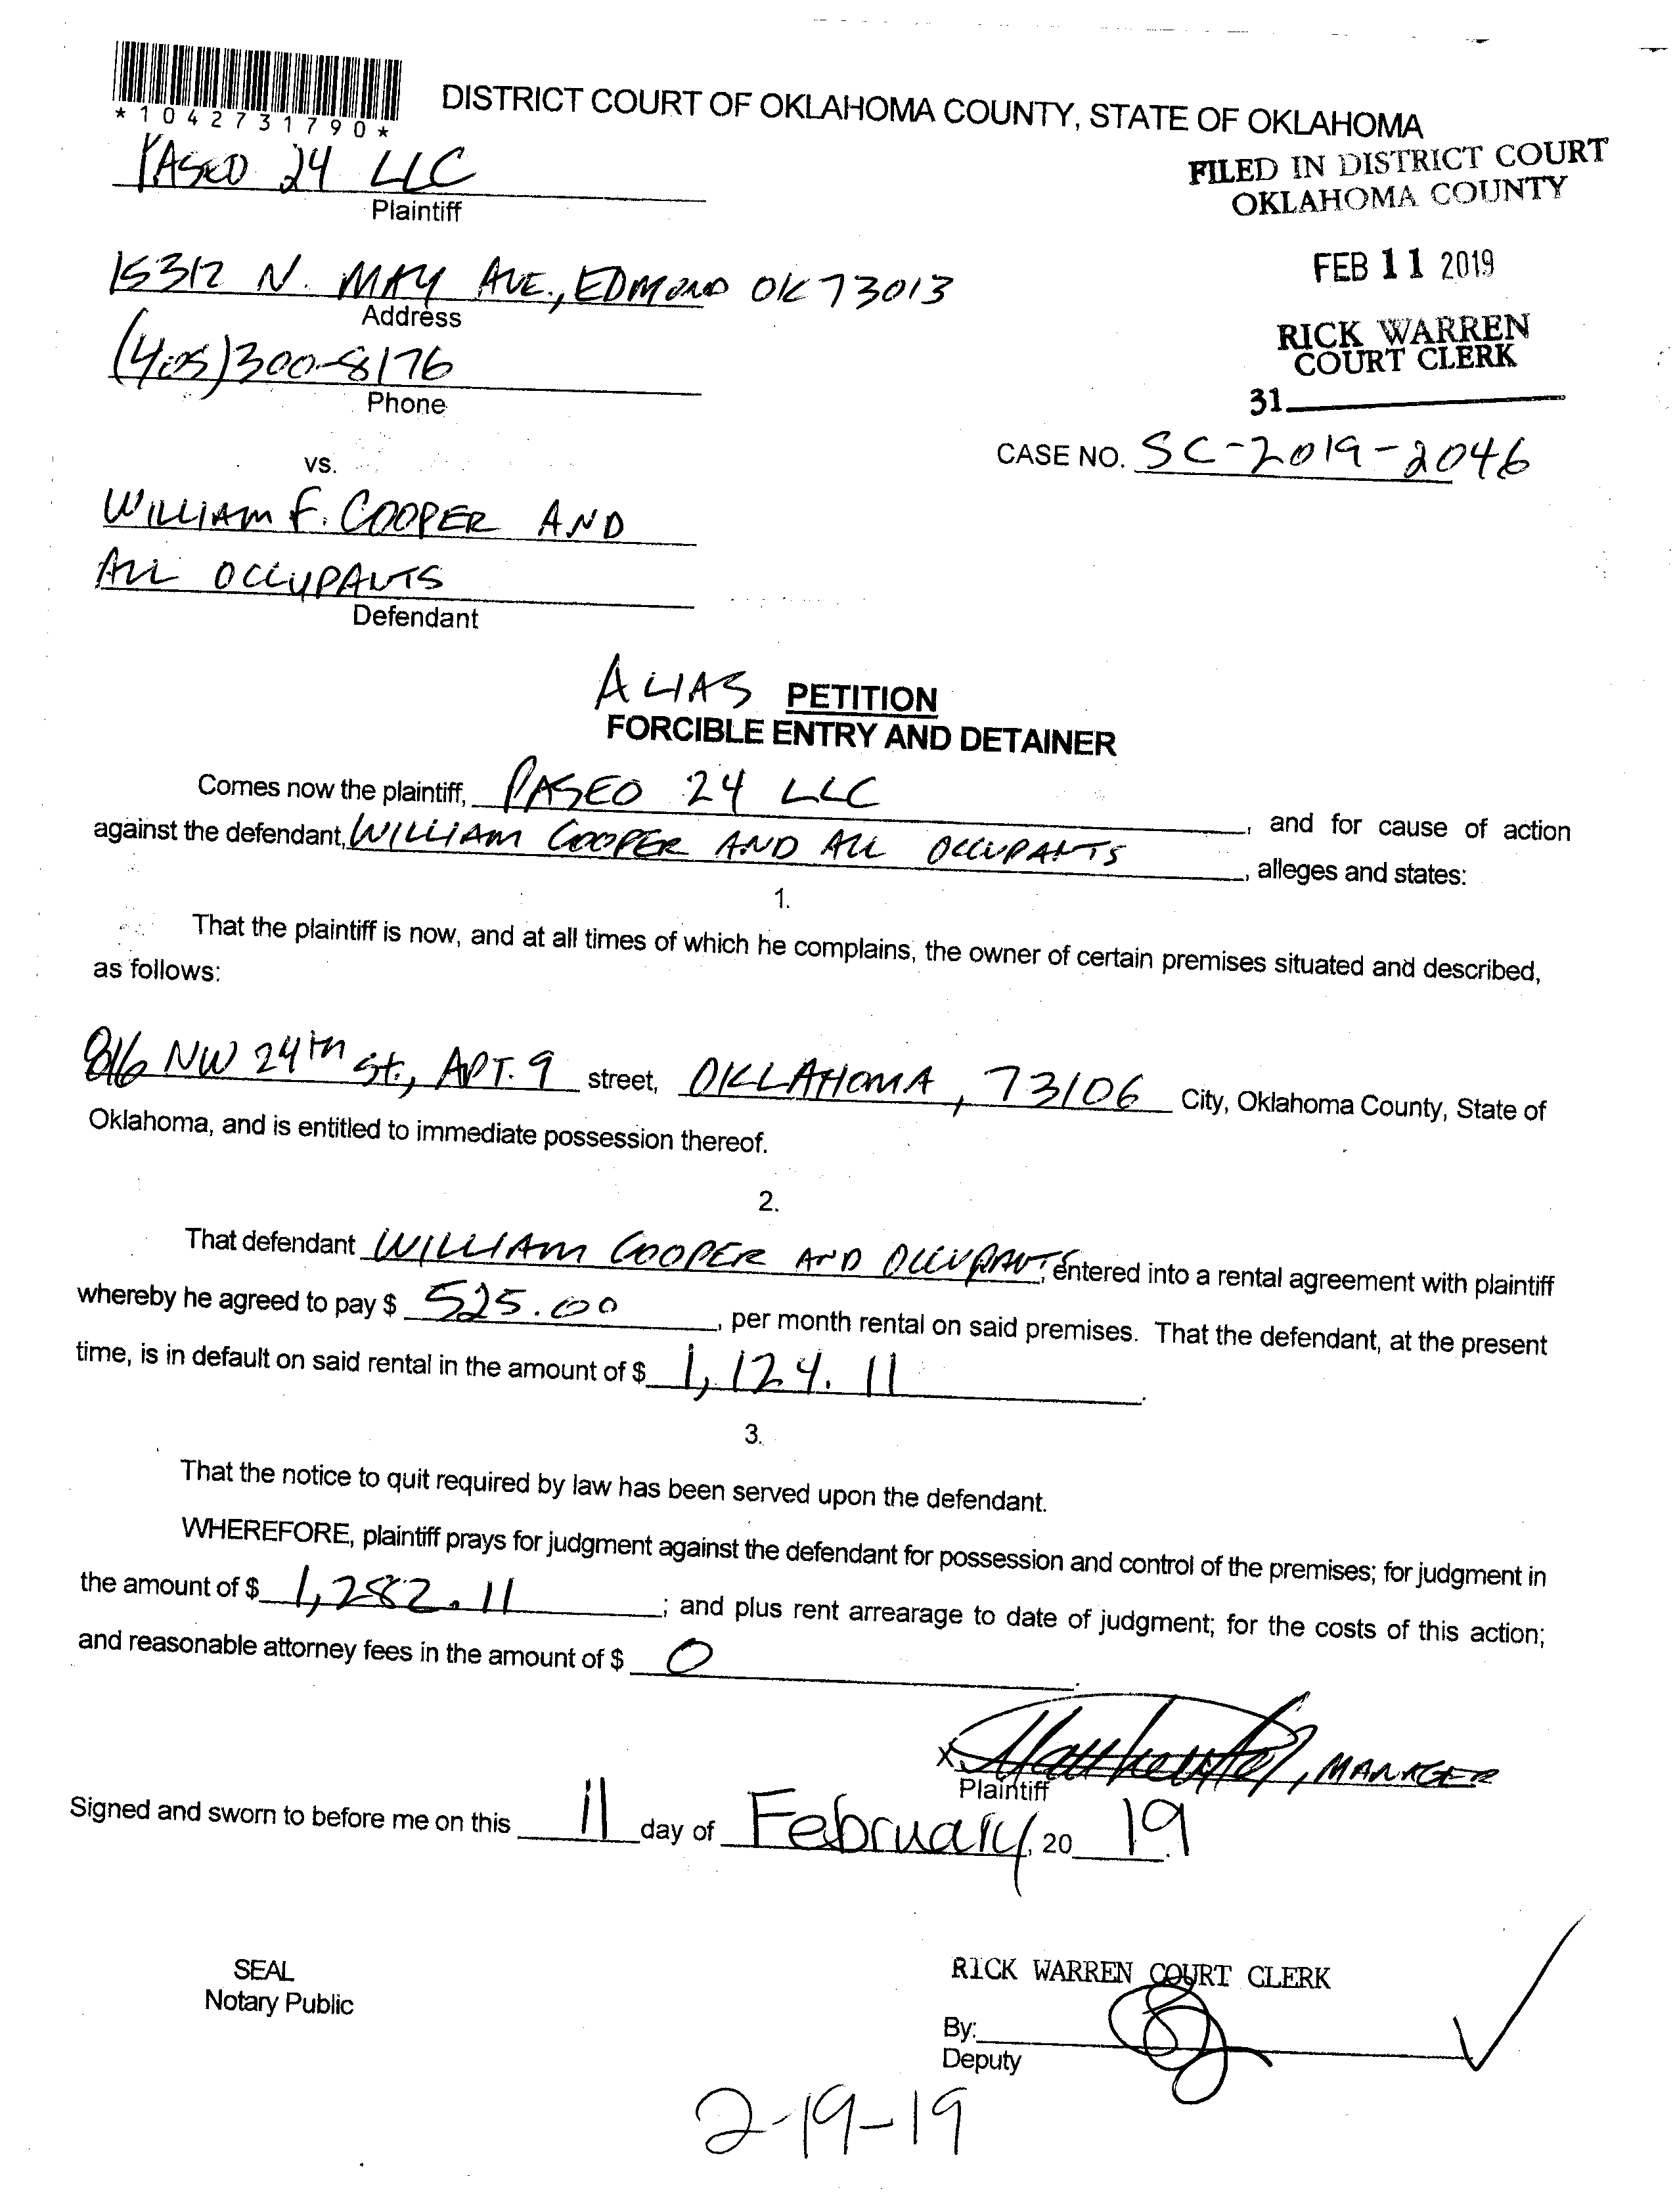 *1042731790*
DISTRICT COURT OF OKLAHOMA COUNTY, STATE OF OKLAHOMA
FILED IN DISTRICT COURT
OKLAHOMA COUNTY
FEB 11 2019
RICK WARREN
COURT CLERK
31
PASEO 24 LLC
Plaintiff
15312 N. MAY AVE., EDMOND OK 73013
Address
(405)300-8176
Phone
CASE NO. SC-2019-2046
vs.
WILLIAM F. COOPER AND
ALL OCCUPANTS
Defendant
ALIAS PETITION
FORCIBLE ENTRY AND DETAINER
Comes now the plaintiff, PASEO 24 LLC, and for cause of action
against the defendant, WILLIAM COOPER AND ALL OCCUPANTS, alleges and states:
1.
That the plaintiff is now, and at all times of which he complains, the owner of certain premises situated and described,
as follows:
816 NW 24TH St., APT. 9 street, OKLAHOMA, 73106 City, Oklahoma County, State of
Oklahoma, and is entitled to immediate possession thereof.
2.
That defendant WILLIAM COOPER AND OCCUPANTS, entered into a rental agreement with plaintiff
whereby he agreed to pay $ 525.00, per month rental on said premises. That the defendant, at the present
time, is in default on said rental in the amount of $ 1,124.11.
3.
That the notice to quit required by law has been served upon the defendant.
WHEREFORE, plaintiff prays for judgment against the defendant for possession and control of the premises; for judgment in
the amount of $ 1,282.11; and plus rent arrearage to date of judgment; for the costs of this action;
and reasonable attorney fees in the amount of $ 0.
X , MANAGER
Plaintiff
Signed and sworn to before me on this 11 day of February, 20 19.
SEAL
Notary Public
RICK WARREN COURT CLERK
By:
Deputy
2-19-19